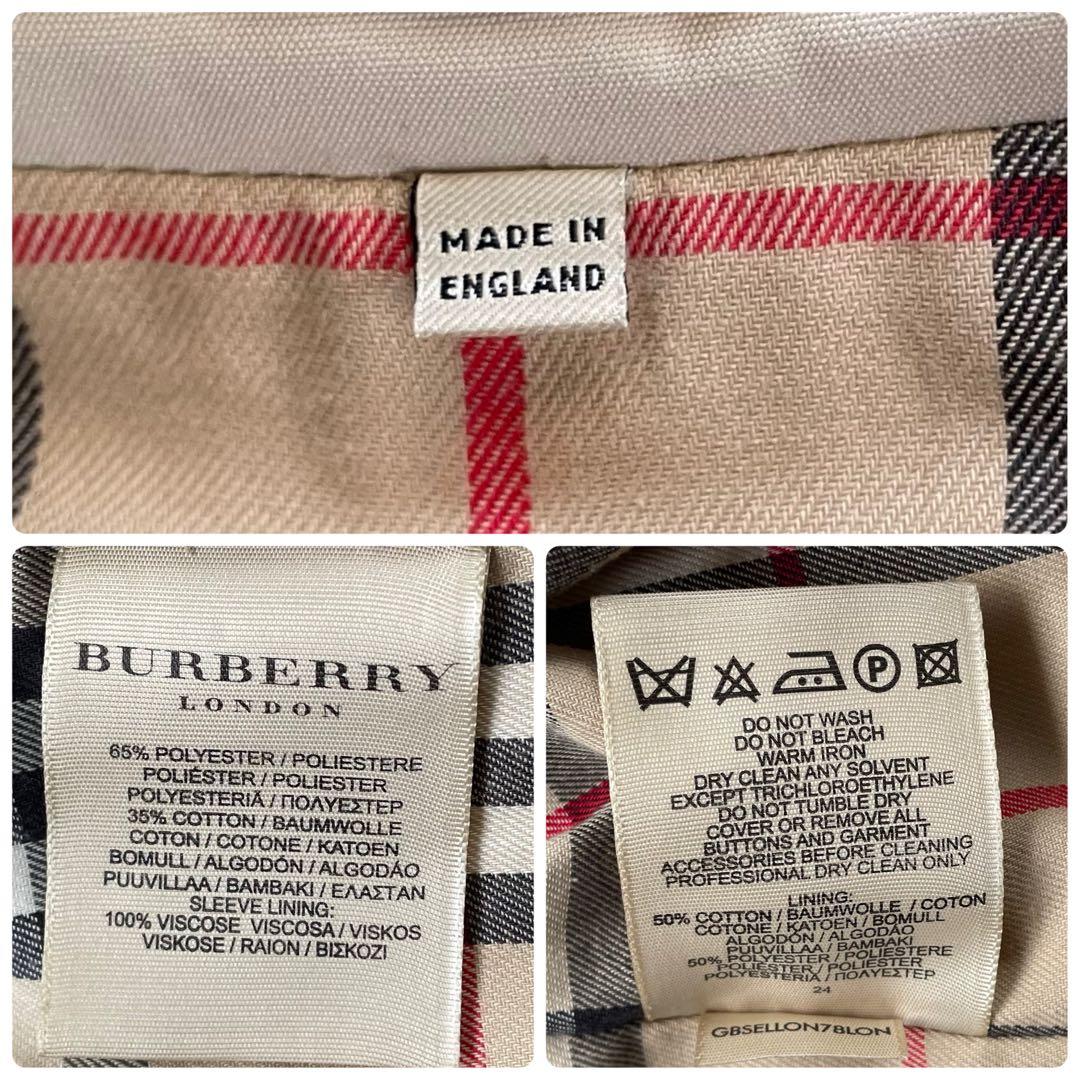 MADE IN
ENGLAND
BURBERRY
LONDON
65% POLYESTER / POLIESTERE
POLIÉSTER / POLIESTER
POLYESTERIÄ / ΠΟΛΥΕΣΤΕΡ
35% COTTON / BAUMWOLLE
COTON / COTONE / KATOEN
BOMULL / ALGODÓN / ALGODÃO
PUUVILLAA / BAMBAKI / ΕΛΑΣΤΑΝ
SLEEVE LINING:
100% VISCOSE VISCOSA / VISKOS
VISKOSE / RAION / ΒΙΣΚΟΖΙ
P
DO NOT WASH
DO NOT BLEACH
WARM IRON
DRY CLEAN ANY SOLVENT
EXCEPT TRICHLOROETHYLENE
DO NOT TUMBLE DRY
COVER OR REMOVE ALL
BUTTONS AND GARMENT
ACCESSORIES BEFORE CLEANING
PROFESSIONAL DRY CLEAN ONLY
LINING:
50% COTTON / BAUMWOLLE / COTON
COTONE / KATOEN / BOMULL
ALGODÓN / ALGODÃO
PUUVILLAA / BAMBAKI
50% POLYESTER / POLIESTERE
POLIÉSTER / POLIESTER
POLYESTERIÄ / ΠΟΛΥΕΣΤΕΡ
24
GBSELLON78LON